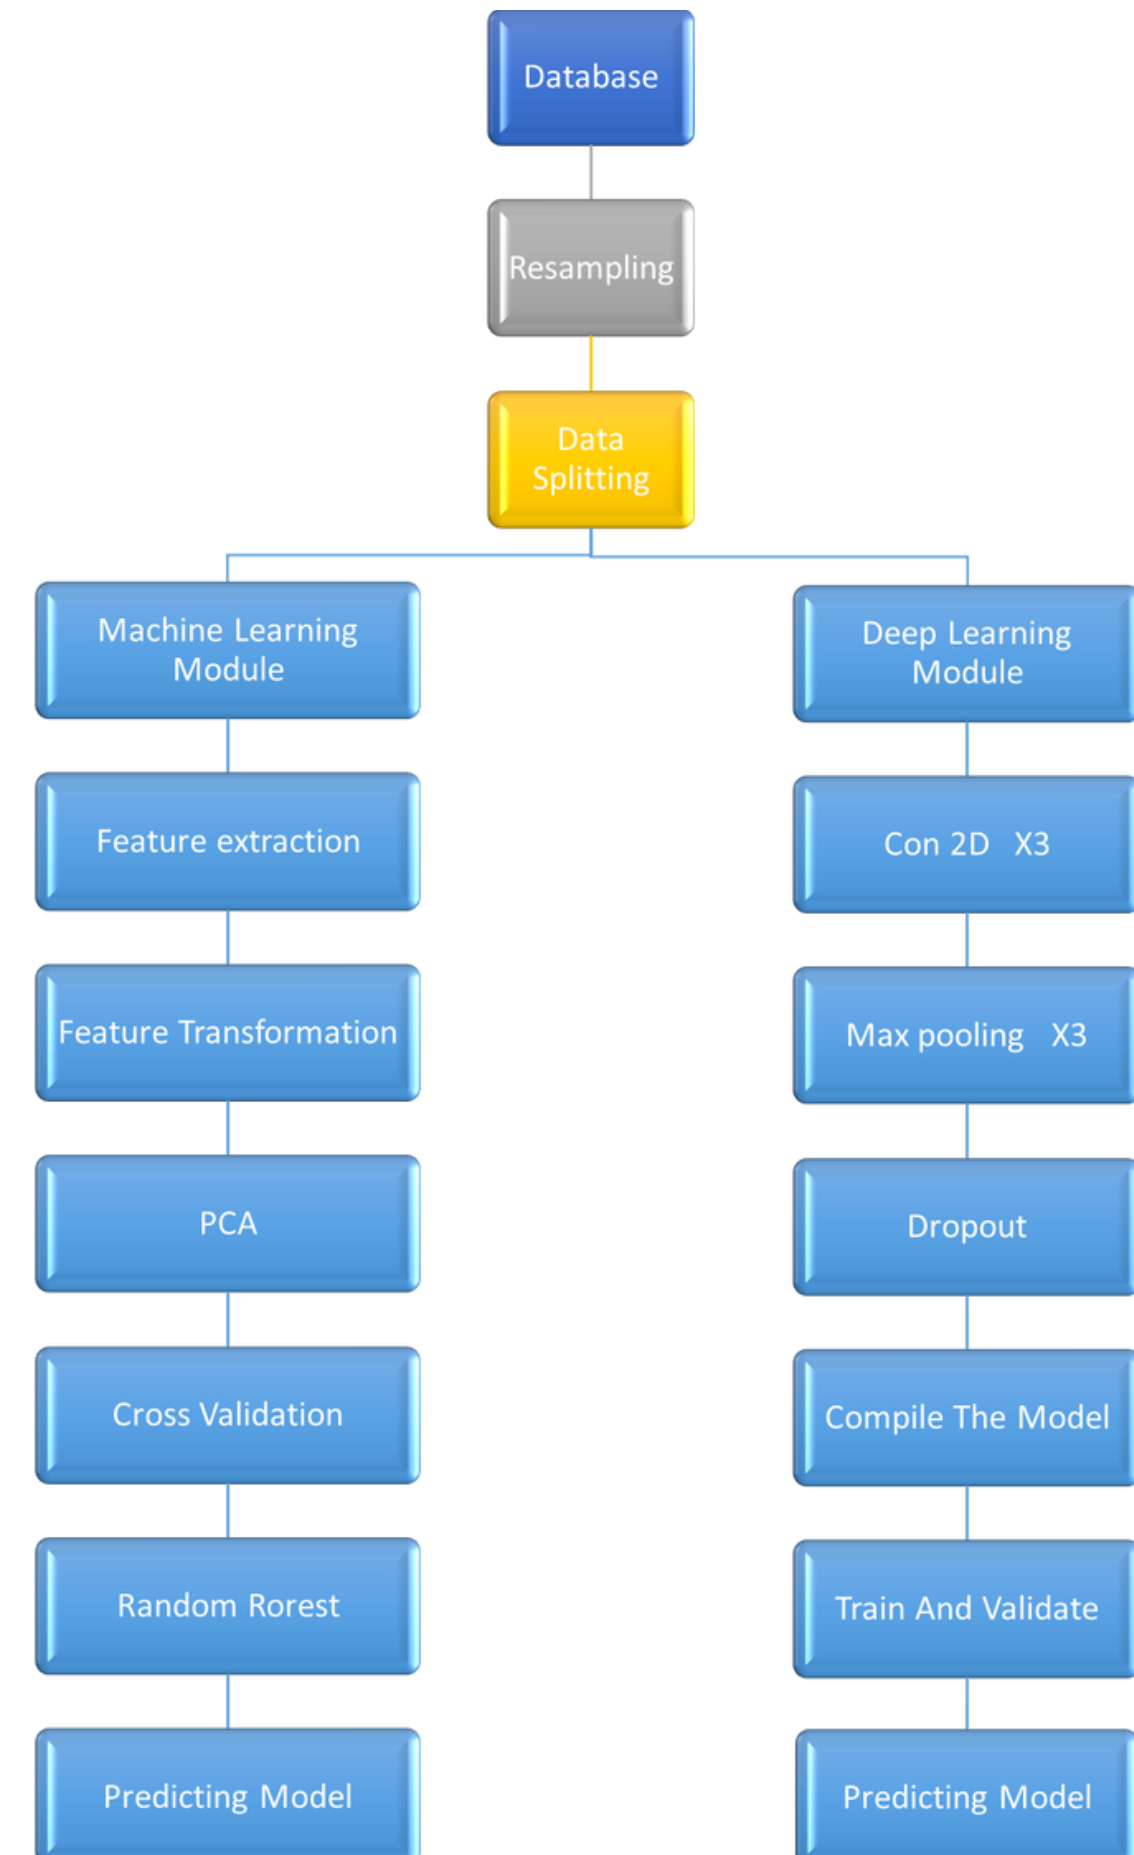 Database
Resampling
Data
Splitting
Machine Learning
Module
Feature extraction
Feature Transformation
PCA
Cross Validation
Random Rorest
Predicting Model
Deep Learning
Module
Con 2D X3
Max pooling X3
Dropout
Compile The Model
Train And Validate
Predicting Model